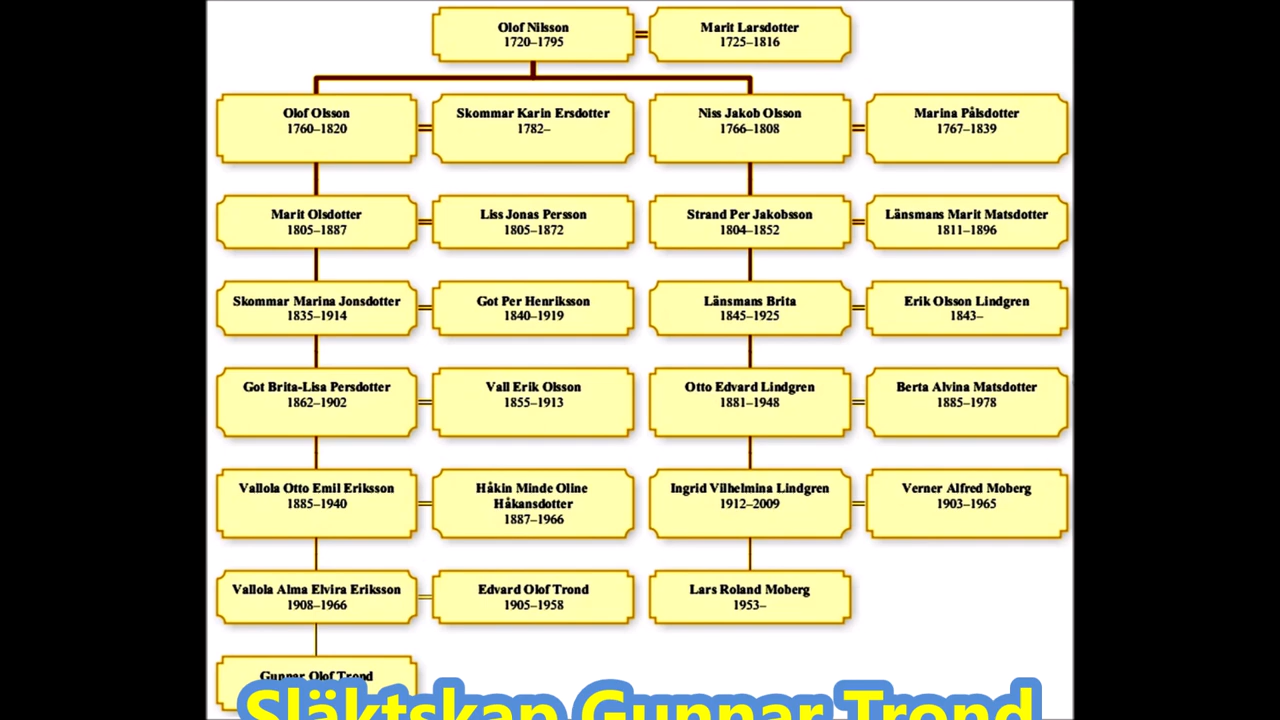 Olof Nilsson
1720–1795
Marit Larsdotter
1725–1816
Olof Olsson
1760–1820
Skommar Karin Ersdotter
1782–
Niss Jakob Olsson
1766–1808
Marina Pålsdotter
1767–1839
Marit Olsdotter
1805–1887
Liss Jonas Persson
1805–1872
Strand Per Jakobsson
1804–1852
Länsmans Marit Matsdotter
1811–1896
Skommar Marina Jonsdotter
1835–1914
Got Per Henriksson
1840–1919
Länsmans Brita
1845–1925
Erik Olsson Lindgren
1843–
Got Brita-Lisa Persdotter
1862–1902
Vall Erik Olsson
1855–1913
Otto Edvard Lindgren
1881–1948
Berta Alvina Matsdotter
1885–1978
Vallola Otto Emil Eriksson
1885–1940
Håkin Minde Oline
Håkansdotter
1887–1966
Ingrid Vilhelmina Lindgren
1912–2009
Verner Alfred Moberg
1903–1965
Vallola Alma Elvira Eriksson
1908–1966
Edvard Olof Trond
1905–1958
Lars Roland Moberg
1953–
Gunnar Olof Trond
Släktskap Gunnar Trond